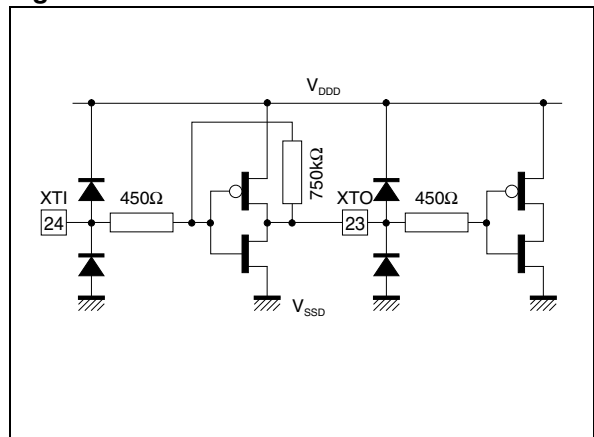 V_DDD
XTI
450Ω
24
750kΩ
XTO
450Ω
23
V_SSD